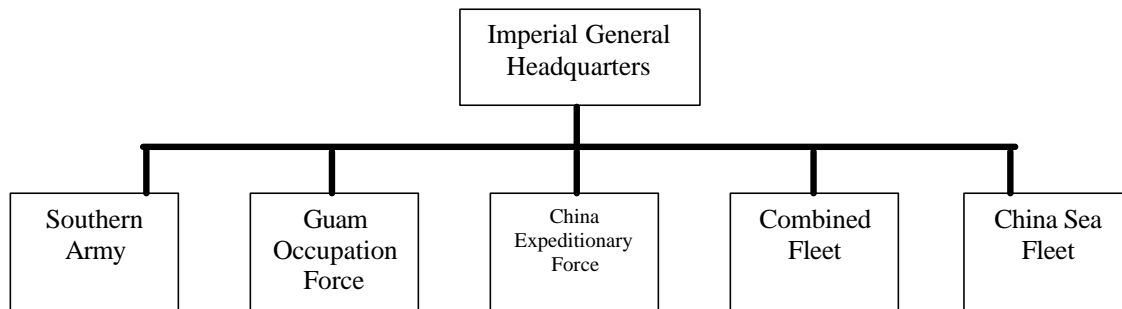 Imperial General
Headquarters
Southern
Army
Guam
Occupation
Force
China
Expeditionary
Force
Combined
Fleet
China Sea
Fleet